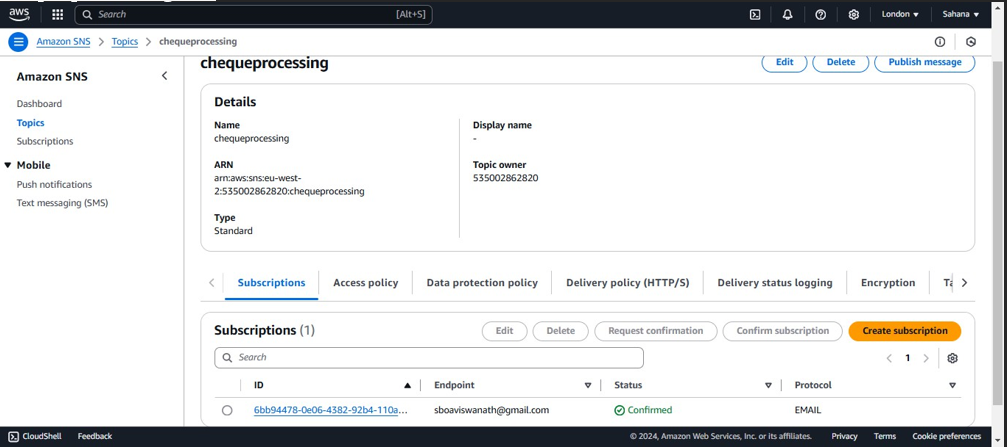 aws
Search [Alt+S]
London
Sahana
Amazon SNS > Topics > chequeprocessing
Amazon SNS
Dashboard
Topics
Subscriptions
Mobile
Push notifications
Text messaging (SMS)
chequeprocessing
Edit
Delete
Publish message
Details
Name
chequeprocessing
ARN
arn:aws:sns:eu-west-
2:535002862820:chequeprocessing
Type
Standard
Display name
-
Topic owner
535002862820
Subscriptions
Access policy
Data protection policy
Delivery policy (HTTP/S)
Delivery status logging
Encryption
Subscriptions (1)
Edit
Delete
Request confirmation
Confirm subscription
Create subscription
Search
1
ID
Endpoint
Status
Protocol
6bb94478-0e06-4382-92b4-110a...
sboaviswanath@gmail.com
Confirmed
EMAIL
CloudShell
Feedback
© 2024, Amazon Web Services, Inc. or its affiliates.
Privacy
Terms
Cookie preferences